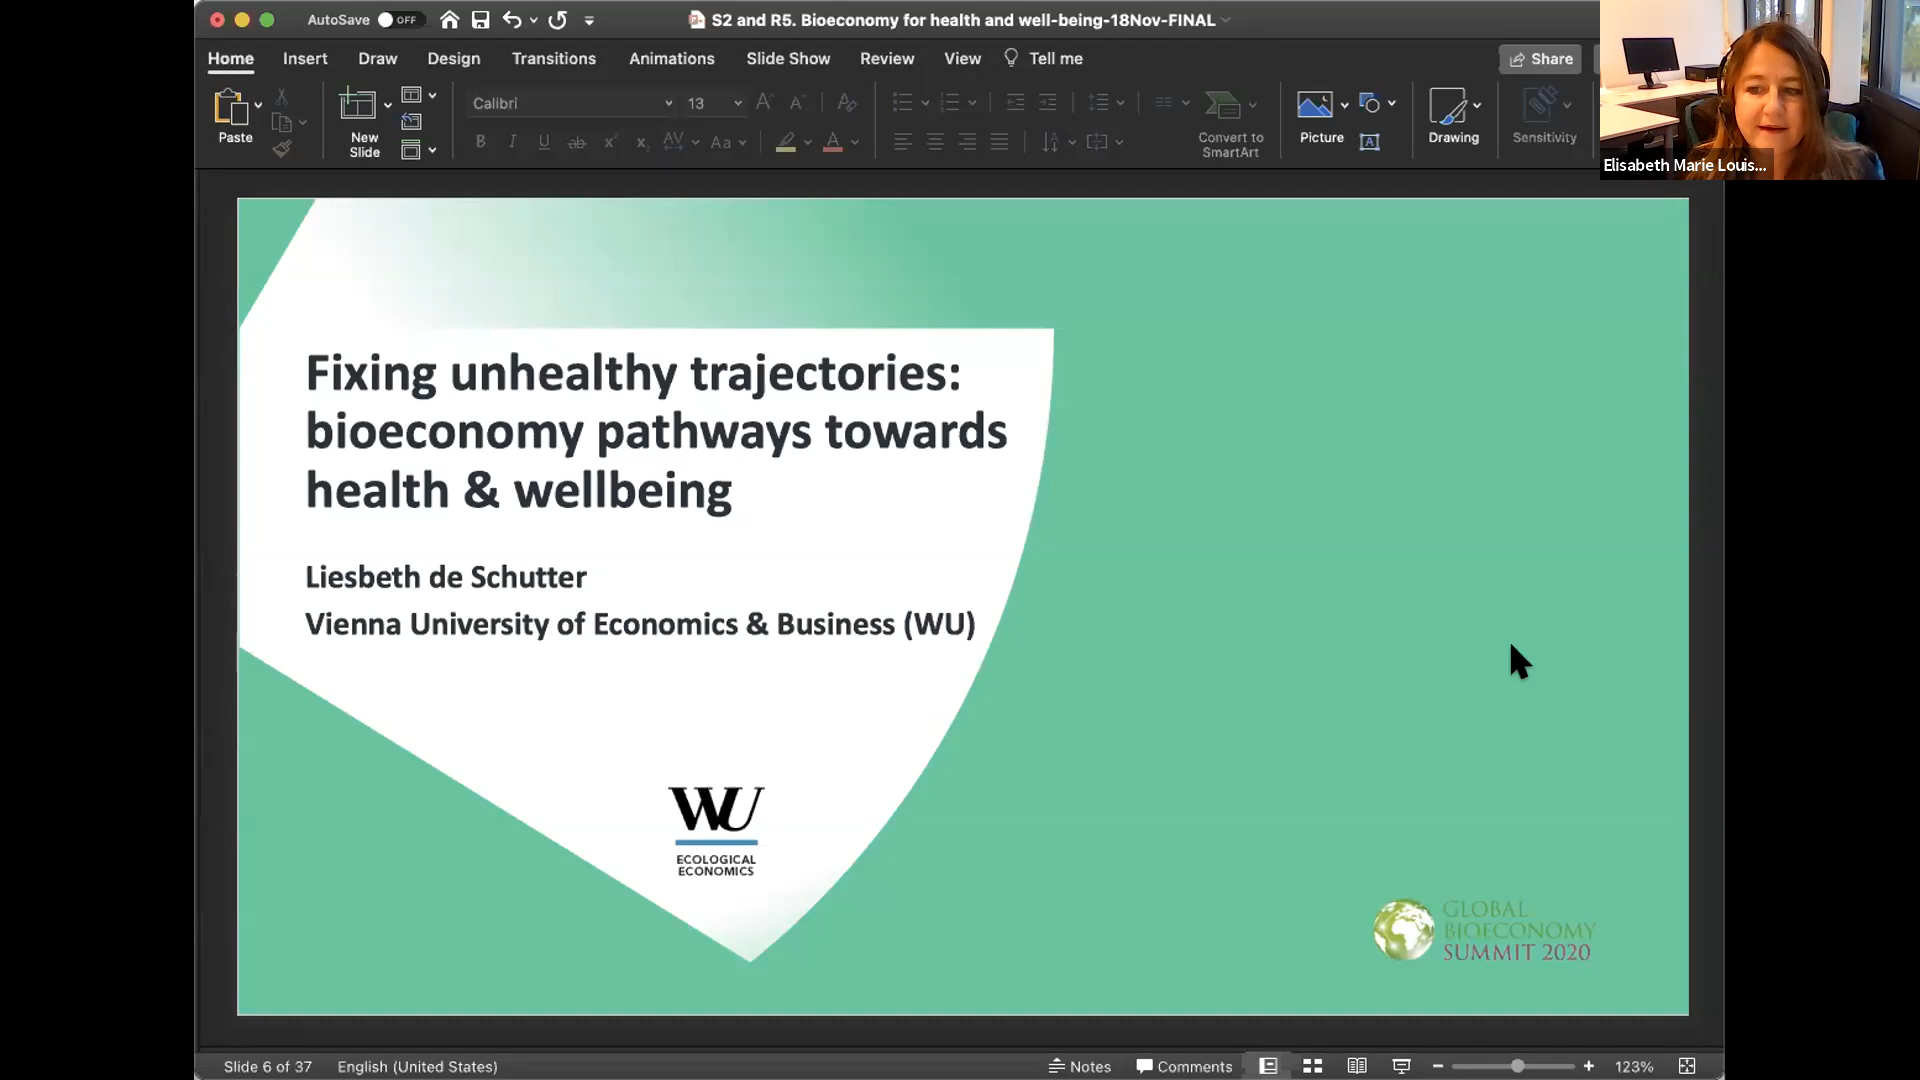 AutoSave OFF
S2 and R5. Bioeconomy for health and well-being-18Nov-FINAL
Home Insert Draw Design Transitions Animations Slide Show Review View Tell me
Share
Paste
New
Slide
Calibri 13
Convert to
SmartArt
Picture
Drawing
Sensitivity
Elisabeth Marie Louis...
Fixing unhealthy trajectories:
bioeconomy pathways towards
health & wellbeing
Liesbeth de Schutter
Vienna University of Economics & Business (WU)
WU
ECOLOGICAL
ECONOMICS
GLOBAL
BIOECONOMY
SUMMIT 2020
Slide 6 of 37 English (United States) Notes Comments 123%